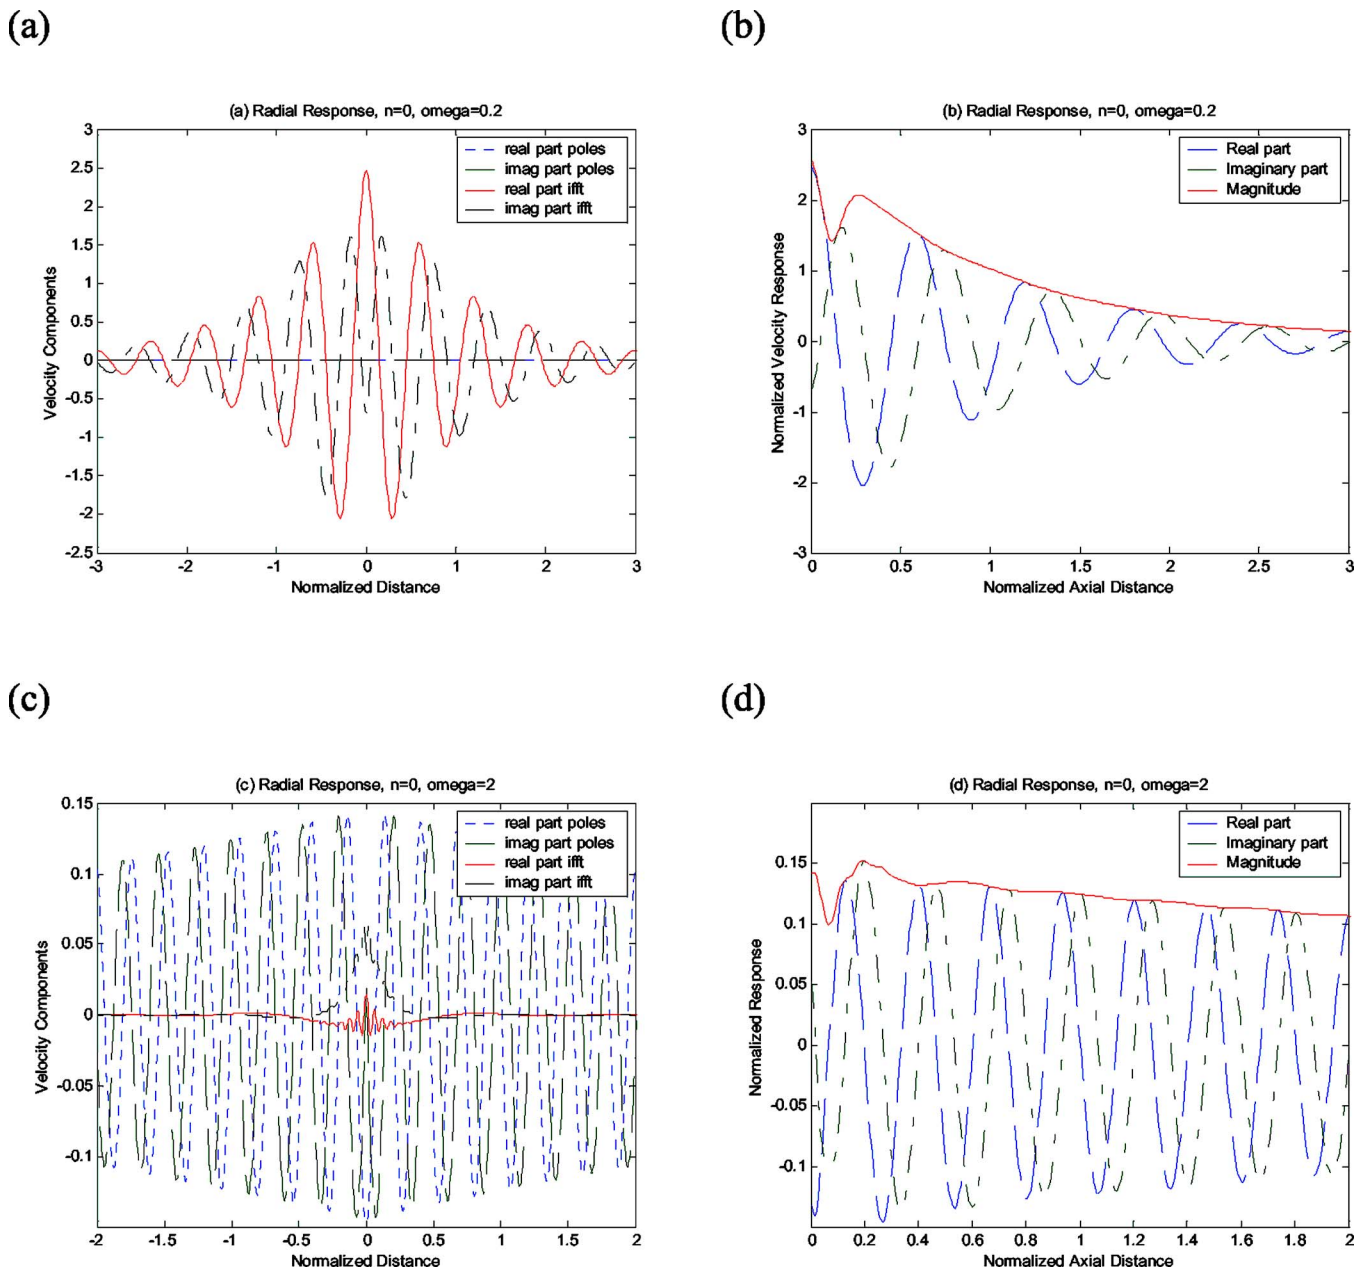 (a)
(b)
(a) Radial Response, n=0, omega=0.2
3
2.5
2
1.5
1
0.5
0
-0.5
-1
-1.5
-2
-2.5
Velocity Components
real part poles
imag part poles
real part ifft
imag part ifft
-3
-2
-1
0
1
2
3
Normalized Distance
(b) Radial Response, n=0, omega=0.2
3
2
1
0
-1
-2
-3
Normalized Velocity Response
Real part
Imaginary part
Magnitude
0
0.5
1
1.5
2
2.5
3
Normalized Axial Distance
(c)
(d)
(c) Radial Response, n=0, omega=2
0.15
0.1
0.05
0
-0.05
-0.1
Velocity Components
real part poles
imag part poles
real part ifft
imag part ifft
-2
-1.5
-1
-0.5
0
0.5
1
1.5
2
Normalized Distance
(d) Radial Response, n=0, omega=2
0.15
0.1
0.05
0
-0.05
-0.1
Normalized Response
Real part
Imaginary part
Magnitude
0
0.2
0.4
0.6
0.8
1
1.2
1.4
1.6
1.8
2
Normalized Axial Distance